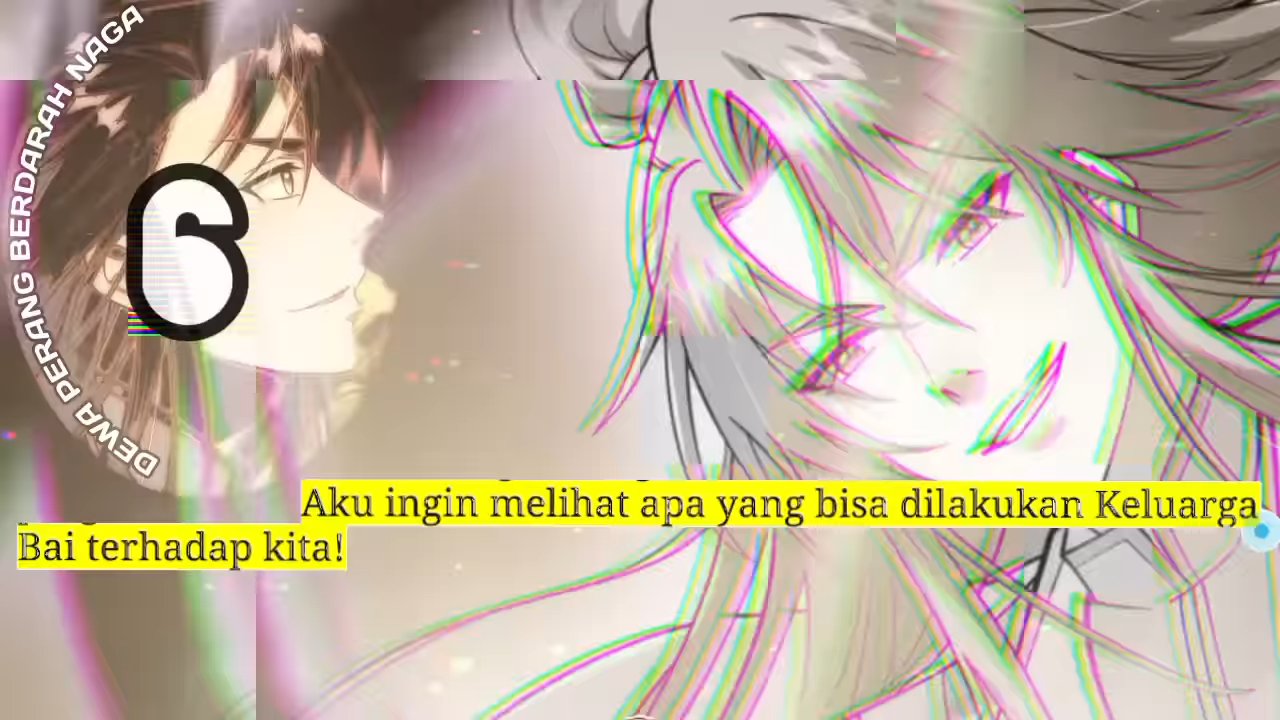 DEWA PERANG BERDARAH NAGA
6
Aku ingin melihat apa yang bisa dilakukan Keluarga
Bai terhadap kita!